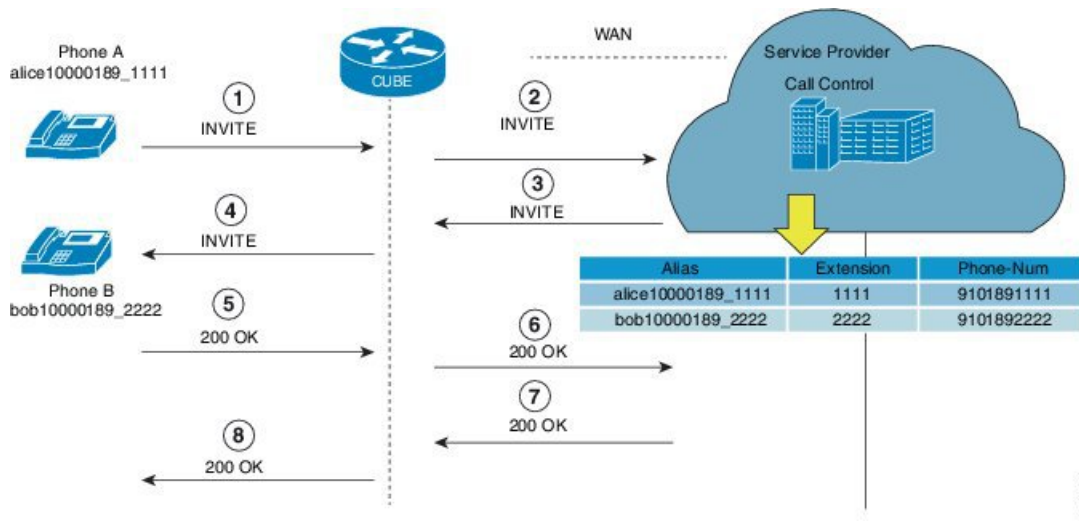 Phone A
alice10000189_1111
CUBE
WAN
Service Provider
Call Control
1
INVITE
2
INVITE
3
INVITE
4
INVITE
Alias Extension Phone-Num
alice10000189_1111 1111 9101891111
bob10000189_2222 2222 9101892222
Phone B
bob10000189_2222
5
200 OK
6
200 OK
7
200 OK
8
200 OK